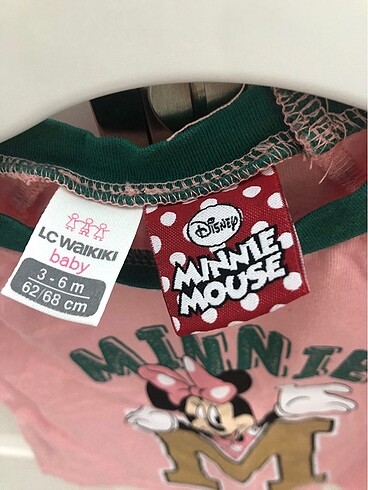 LC WAIKIKI
baby
3 - 6 m
62/68 cm
Disney
MINNIE
MOUSE
MINNIE
M